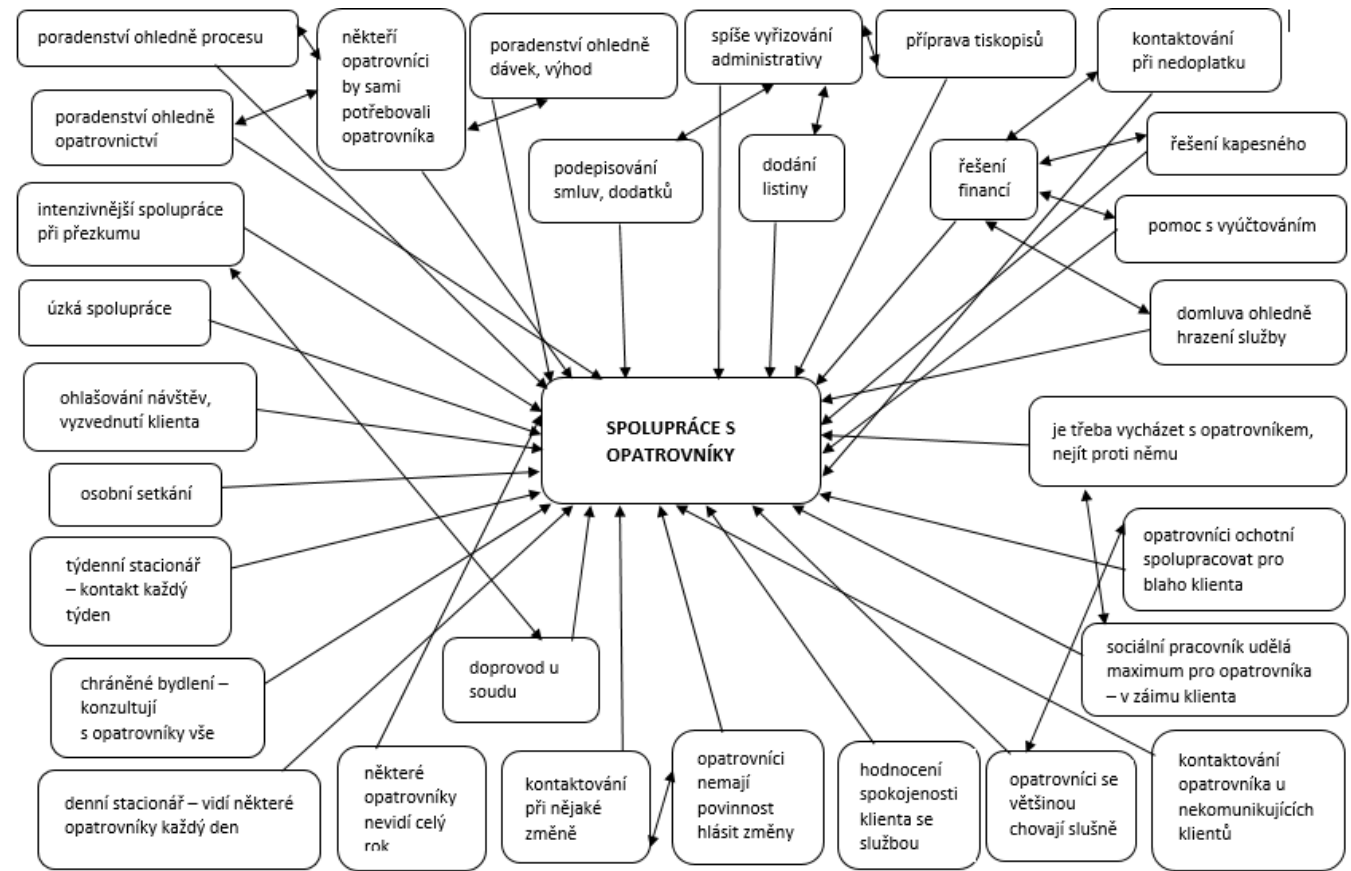 poradenství ohledně procesu
někteří
opatrovníci
by sami
potřebovali
opatrovníka
poradenství ohledně
dávek, výhod
spíše vyřizování
administrativy
příprava tiskopisů
kontaktování
při nedoplatku
poradenství ohledně
opatrovnictví
podepisování
smluv, dodatků
dodání
listiny
řešení
financí
řešení kapesného
intenzivnější spolupráce
při přezkumu
pomoc s vyúčtováním
úzká spolupráce
domluva ohledně
hrazení služby
ohlašování návštěv,
vyzvednutí klienta
SPOLUPRÁCE S
OPATROVNÍKY
je třeba vycházet s opatrovníkem,
nejít proti němu
osobní setkání
opatrovníci ochotní
spolupracovat pro
blaho klienta
týdenní stacionář
– kontakt každý
týden
doprovod u
soudu
sociální pracovník udělá
maximum pro opatrovníka
– v zájmu klienta
chráněné bydlení –
konzultují
s opatrovníky vše
denní stacionář – vidí některé
opatrovníky každý den
některé
opatrovníky
nevidí celý
rok
kontaktování
při nějaké
změně
opatrovníci
nemají
povinnost
hlásit změny
hodnocení
spokojenosti
klienta se
službou
opatrovníci se
většinou
chovají slušně
kontaktování
opatrovníka u
nekomunikujících
klientů